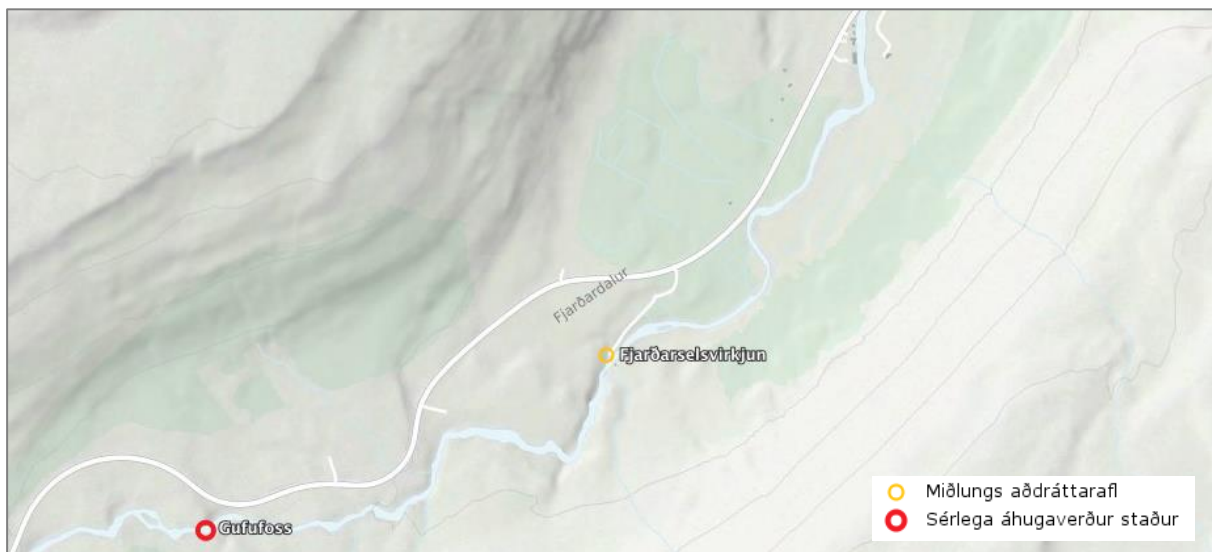 Fjarðardalur
Fjarðarselsvirkjun
Gufufoss
Miðlungs aðdráttarafl
Sérlega áhugaverður staður